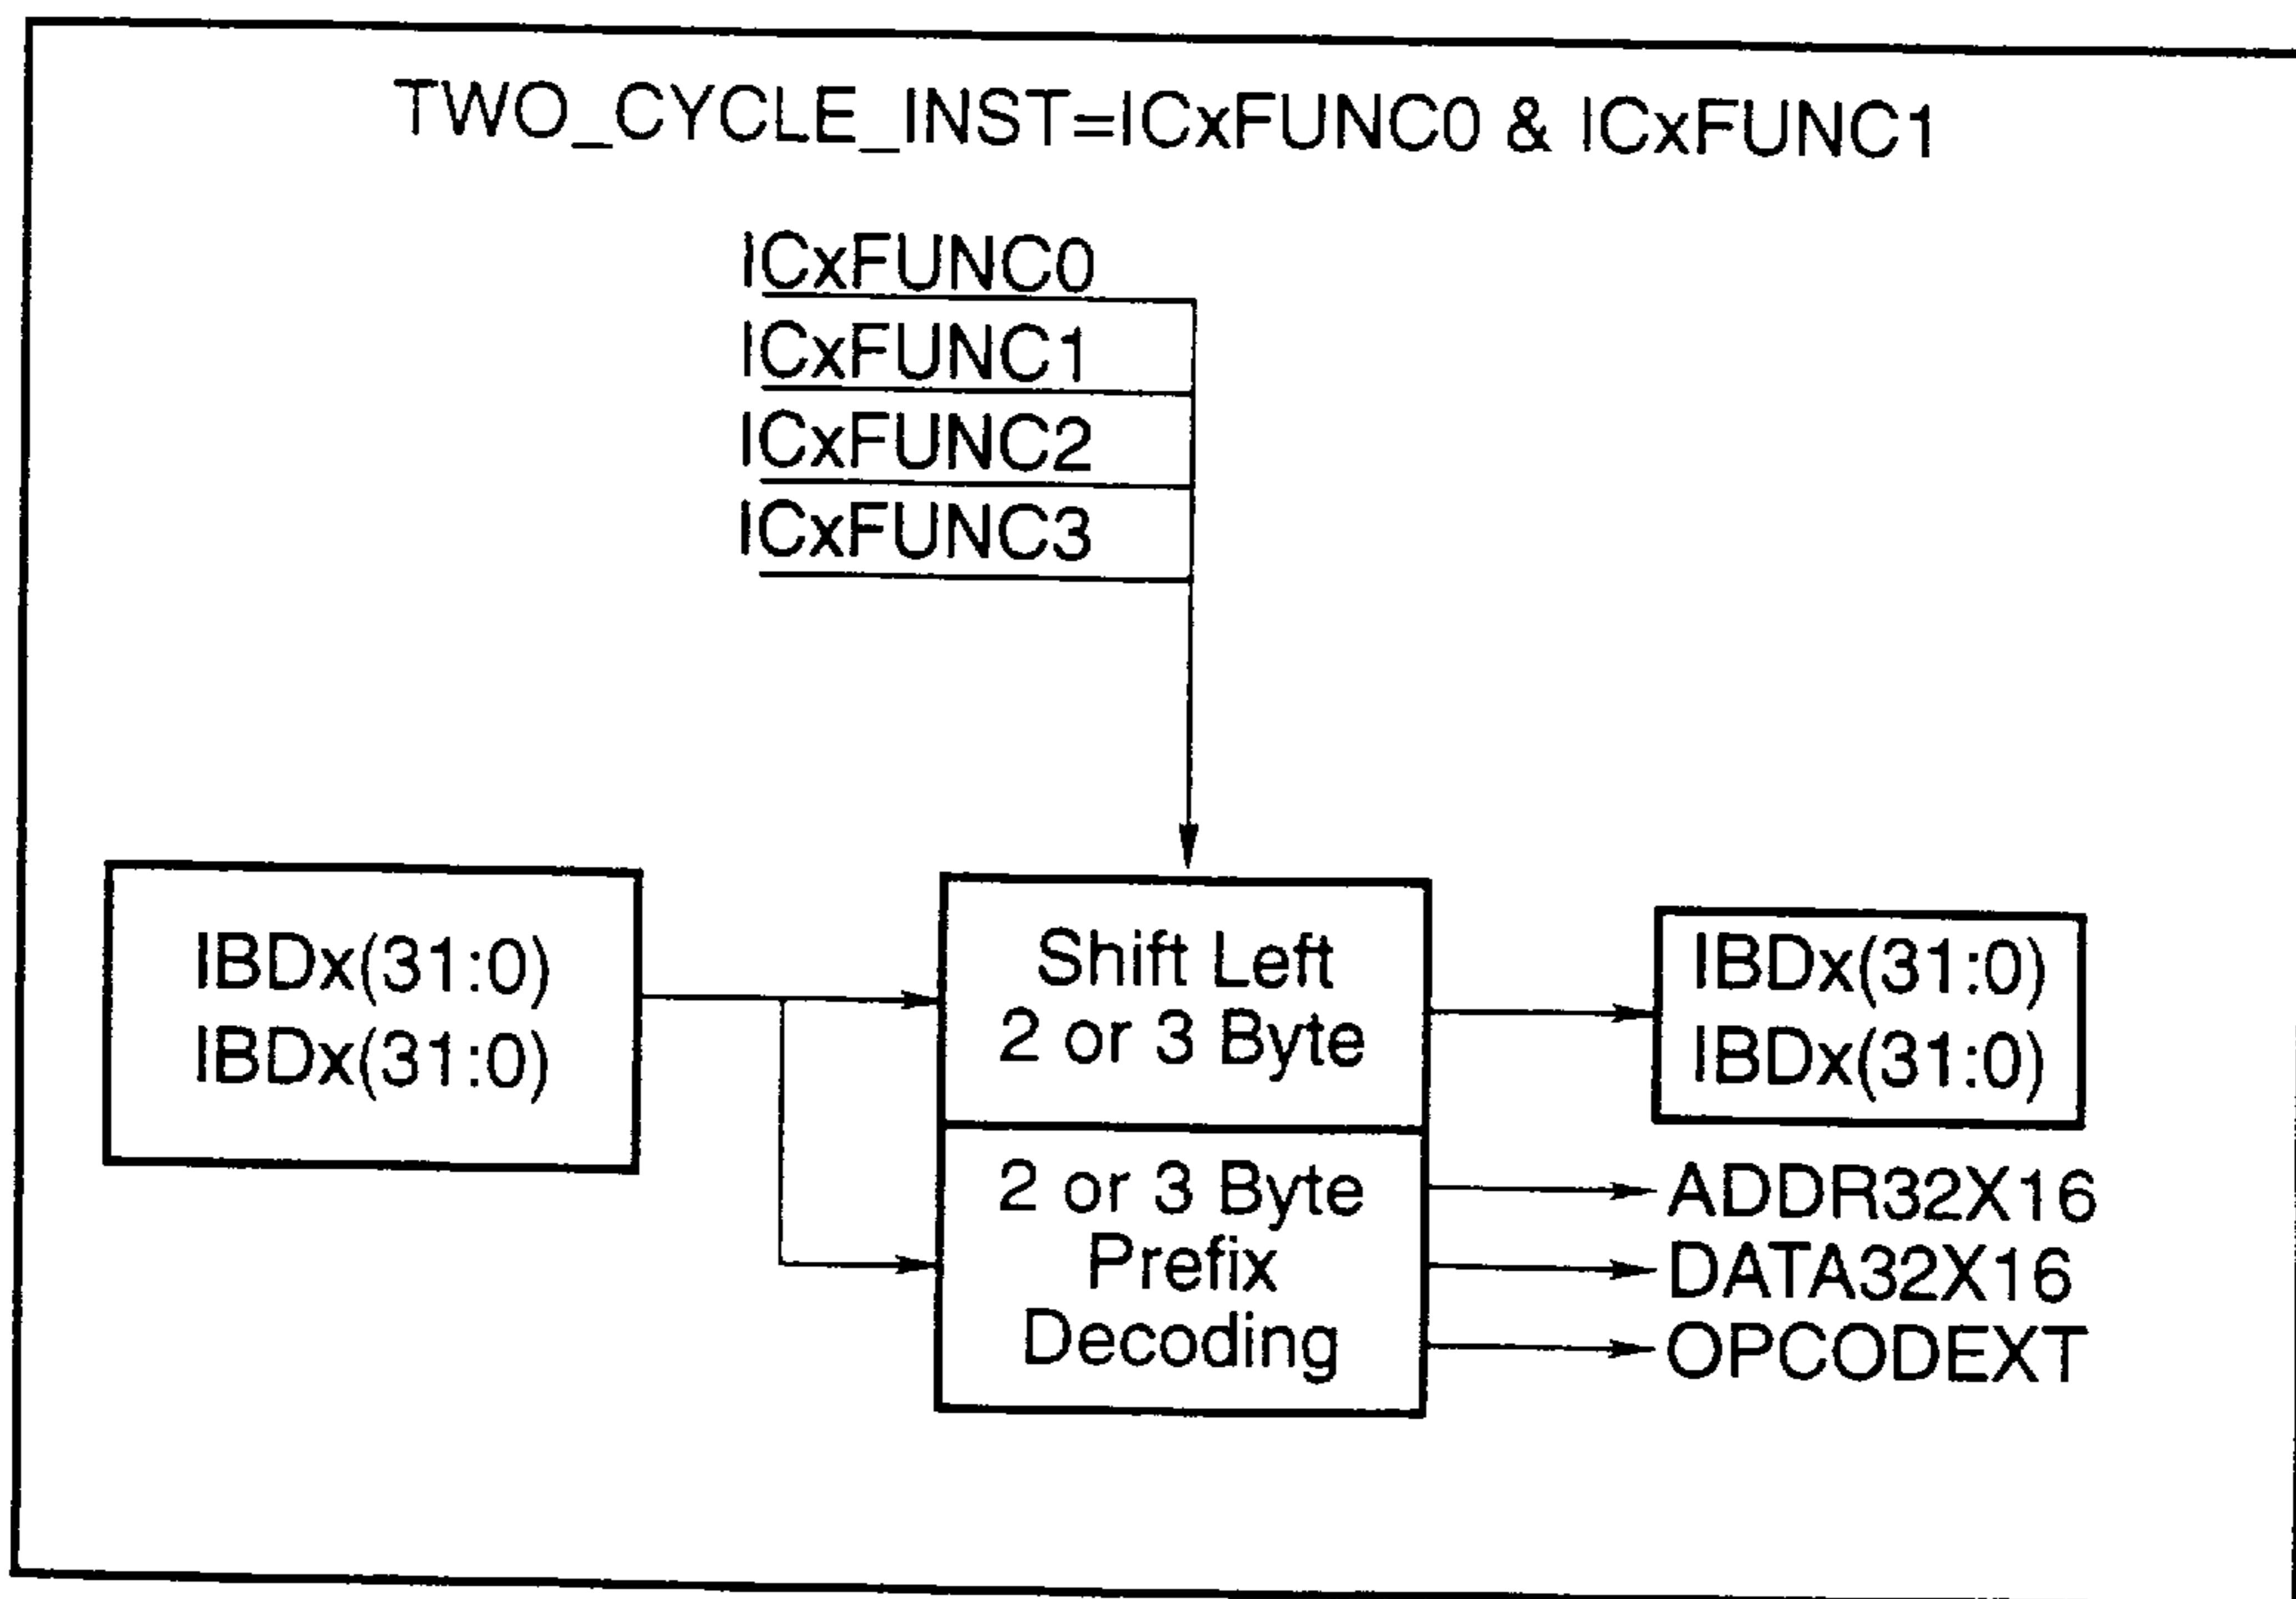 TWO_CYCLE_INST=ICxFUNC0 & ICxFUNC1
ICxFUNC0
ICxFUNC1
ICxFUNC2
ICxFUNC3
IBDx(31:0)
IBDx(31:0)
Shift Left
2 or 3 Byte
2 or 3 Byte
Prefix
Decoding
IBDx(31:0)
IBDx(31:0)
ADDR32X16
DATA32X16
OPCODEXT